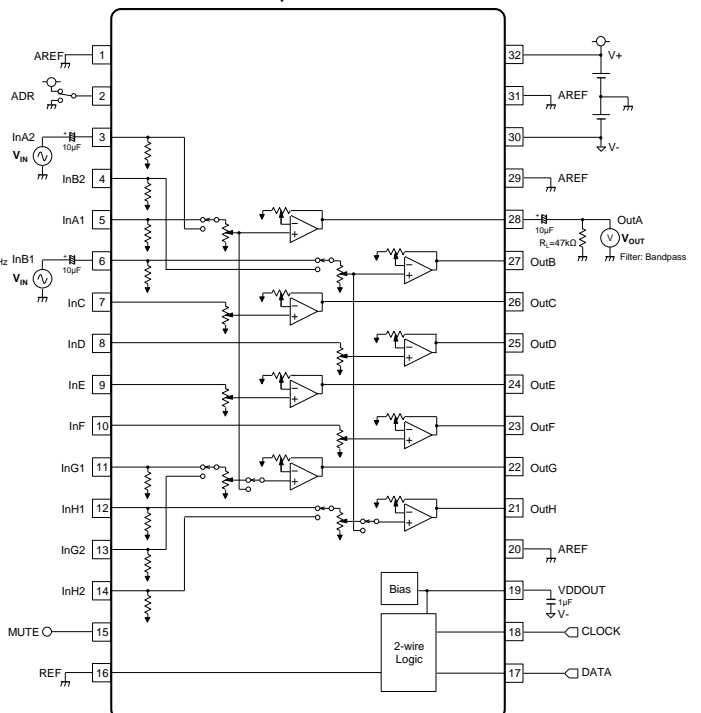 AREF 1
ADR 2
InA2 3
+
10µF
V_IN
InB2 4
InA1 5
Hz InB1 6
+
10µF
V_IN
InC 7
InD 8
InE 9
InF 10
InG1 11
InH1 12
InG2 13
InH2 14
MUTE 15
REF 16
Bias
2-wire
Logic
32 V+
31 AREF
30 V-
29 AREF
28 OutA
+
10µF
R_L=47kΩ
V V_OUT
Filter: Bandpass
27 OutB
26 OutC
25 OutD
24 OutE
23 OutF
22 OutG
21 OutH
20 AREF
19 VDDOUT
1µF
V-
18 CLOCK
17 DATA